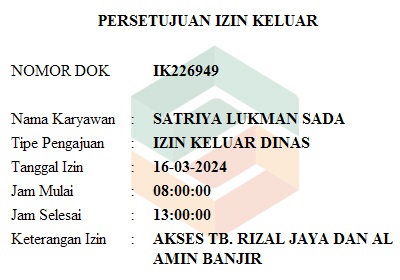 PERSETUJUAN IZIN KELUAR
NOMOR DOK IK226949
Nama Karyawan : SATRIYA LUKMAN SADA
Tipe Pengajuan : IZIN KELUAR DINAS
Tanggal Izin : 16-03-2024
Jam Mulai : 08:00:00
Jam Selesai : 13:00:00
Keterangan Izin : AKSES TB. RIZAL JAYA DAN AL
AMIN BANJIR